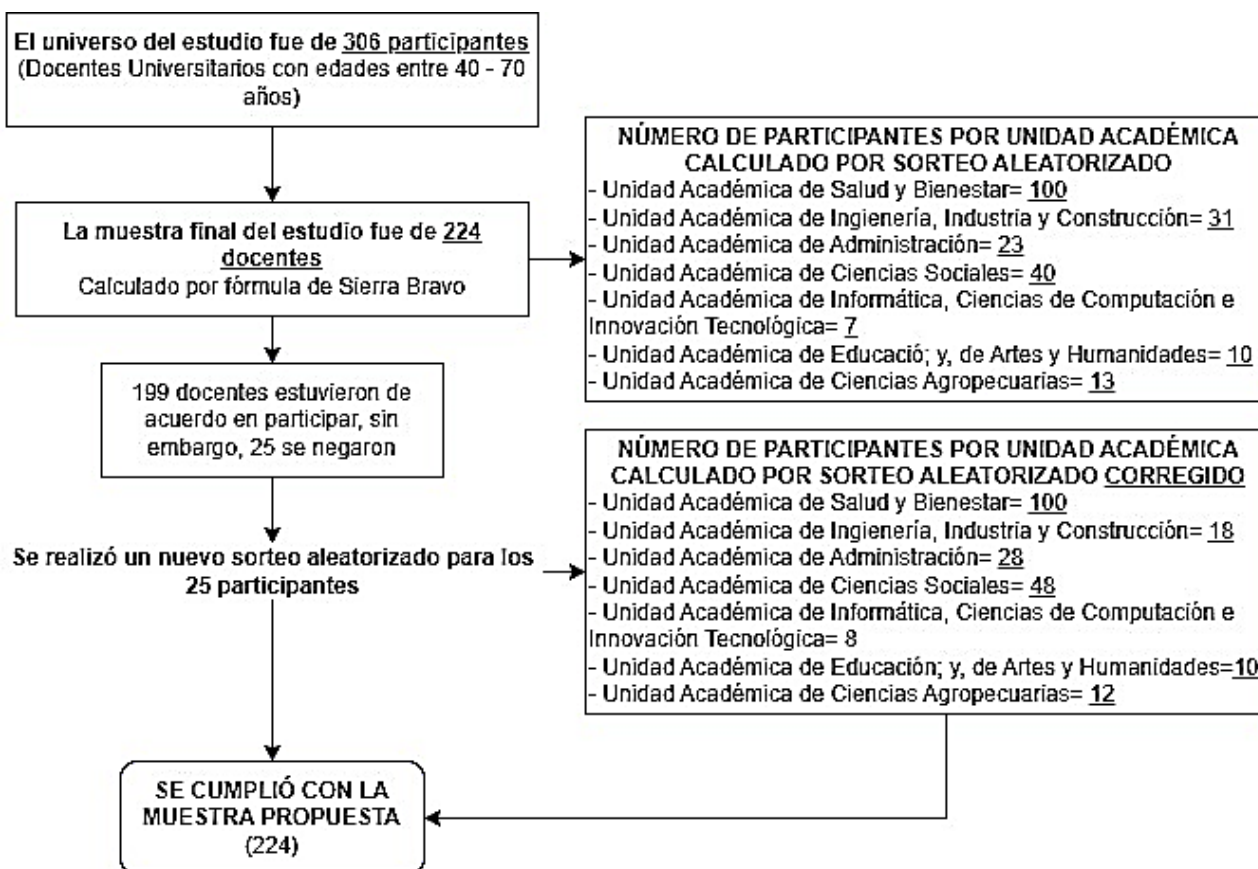 El universo del estudio fue de 306 participantes
(Docentes Universitarios con edades entre 40 - 70
años)
La muestra final del estudio fue de 224
docentes
Calculado por fórmula de Sierra Bravo
NÚMERO DE PARTICIPANTES POR UNIDAD ACADÉMICA
CALCULADO POR SORTEO ALEATORIZADO
- Unidad Académica de Salud y Bienestar= 100
- Unidad Académica de Ingienería, Industria y Construcción= 31
- Unidad Académica de Administración= 23
- Unidad Académica de Ciencias Sociales= 40
- Unidad Académica de Informática, Ciencias de Computación e
Innovación Tecnológica= 7
- Unidad Académica de Educació; y, de Artes y Humanidades= 10
- Unidad Académica de Ciencias Agropecuarias= 13
199 docentes estuvieron de
acuerdo en participar, sin
embargo, 25 se negaron
Se realizó un nuevo sorteo aleatorizado para los
25 participantes
NÚMERO DE PARTICIPANTES POR UNIDAD ACADÉMICA
CALCULADO POR SORTEO ALEATORIZADO CORREGIDO
- Unidad Académica de Salud y Bienestar= 100
- Unidad Académica de Ingienería, Industria y Construcción= 18
- Unidad Académica de Administración= 28
- Unidad Académica de Ciencias Sociales= 48
- Unidad Académica de Informática, Ciencias de Computación e
Innovación Tecnológica= 8
- Unidad Académica de Educación; y, de Artes y Humanidades=10
- Unidad Académica de Ciencias Agropecuarias= 12
SE CUMPLIÓ CON LA
MUESTRA PROPUESTA
(224)